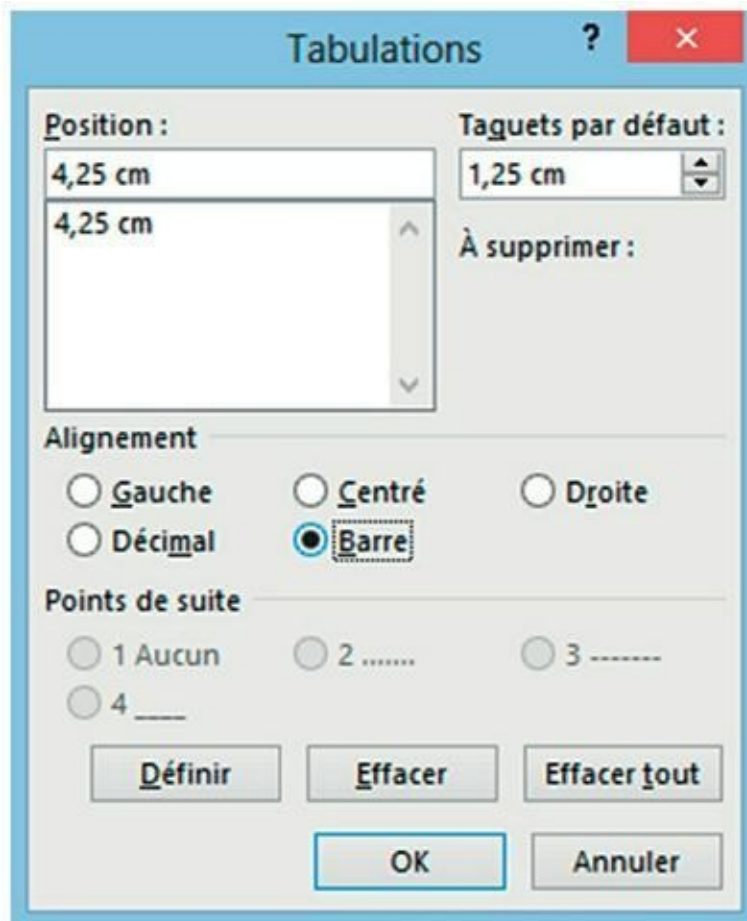 Tabulations ? ×
Position : Taquets par défaut :
4,25 cm 1,25 cm
4,25 cm
À supprimer :
Alignement
Gauche Centré Droite
Décimal Barre
Points de suite
1 Aucun 2 ....... 3 -------
4 ____
Définir Effacer Effacer tout
OK Annuler